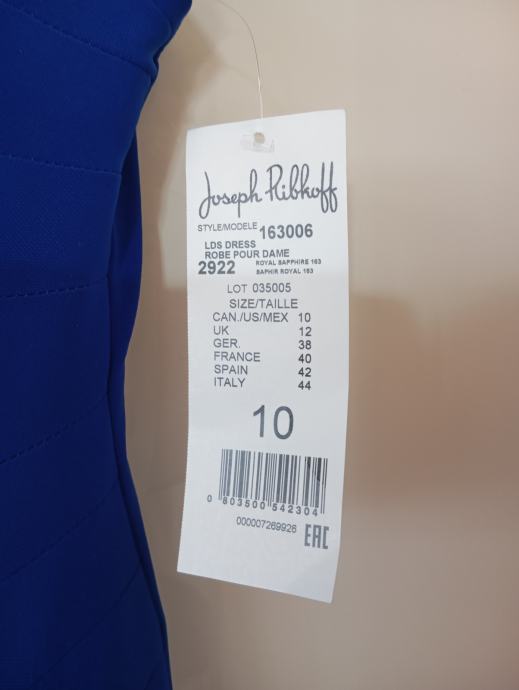 Joseph Ribkoff
STYLE/MODELE 163006
LDS DRESS
ROBE POUR DAME
2922 ROYAL SAPPHIRE 163
SAPHIR ROYAL 163
LOT 035005
SIZE/TAILLE
CAN./US/MEX 10
UK 12
GER. 38
FRANCE 40
SPAIN 42
ITALY 44
10
0 803500 542304
000007269926 EAC